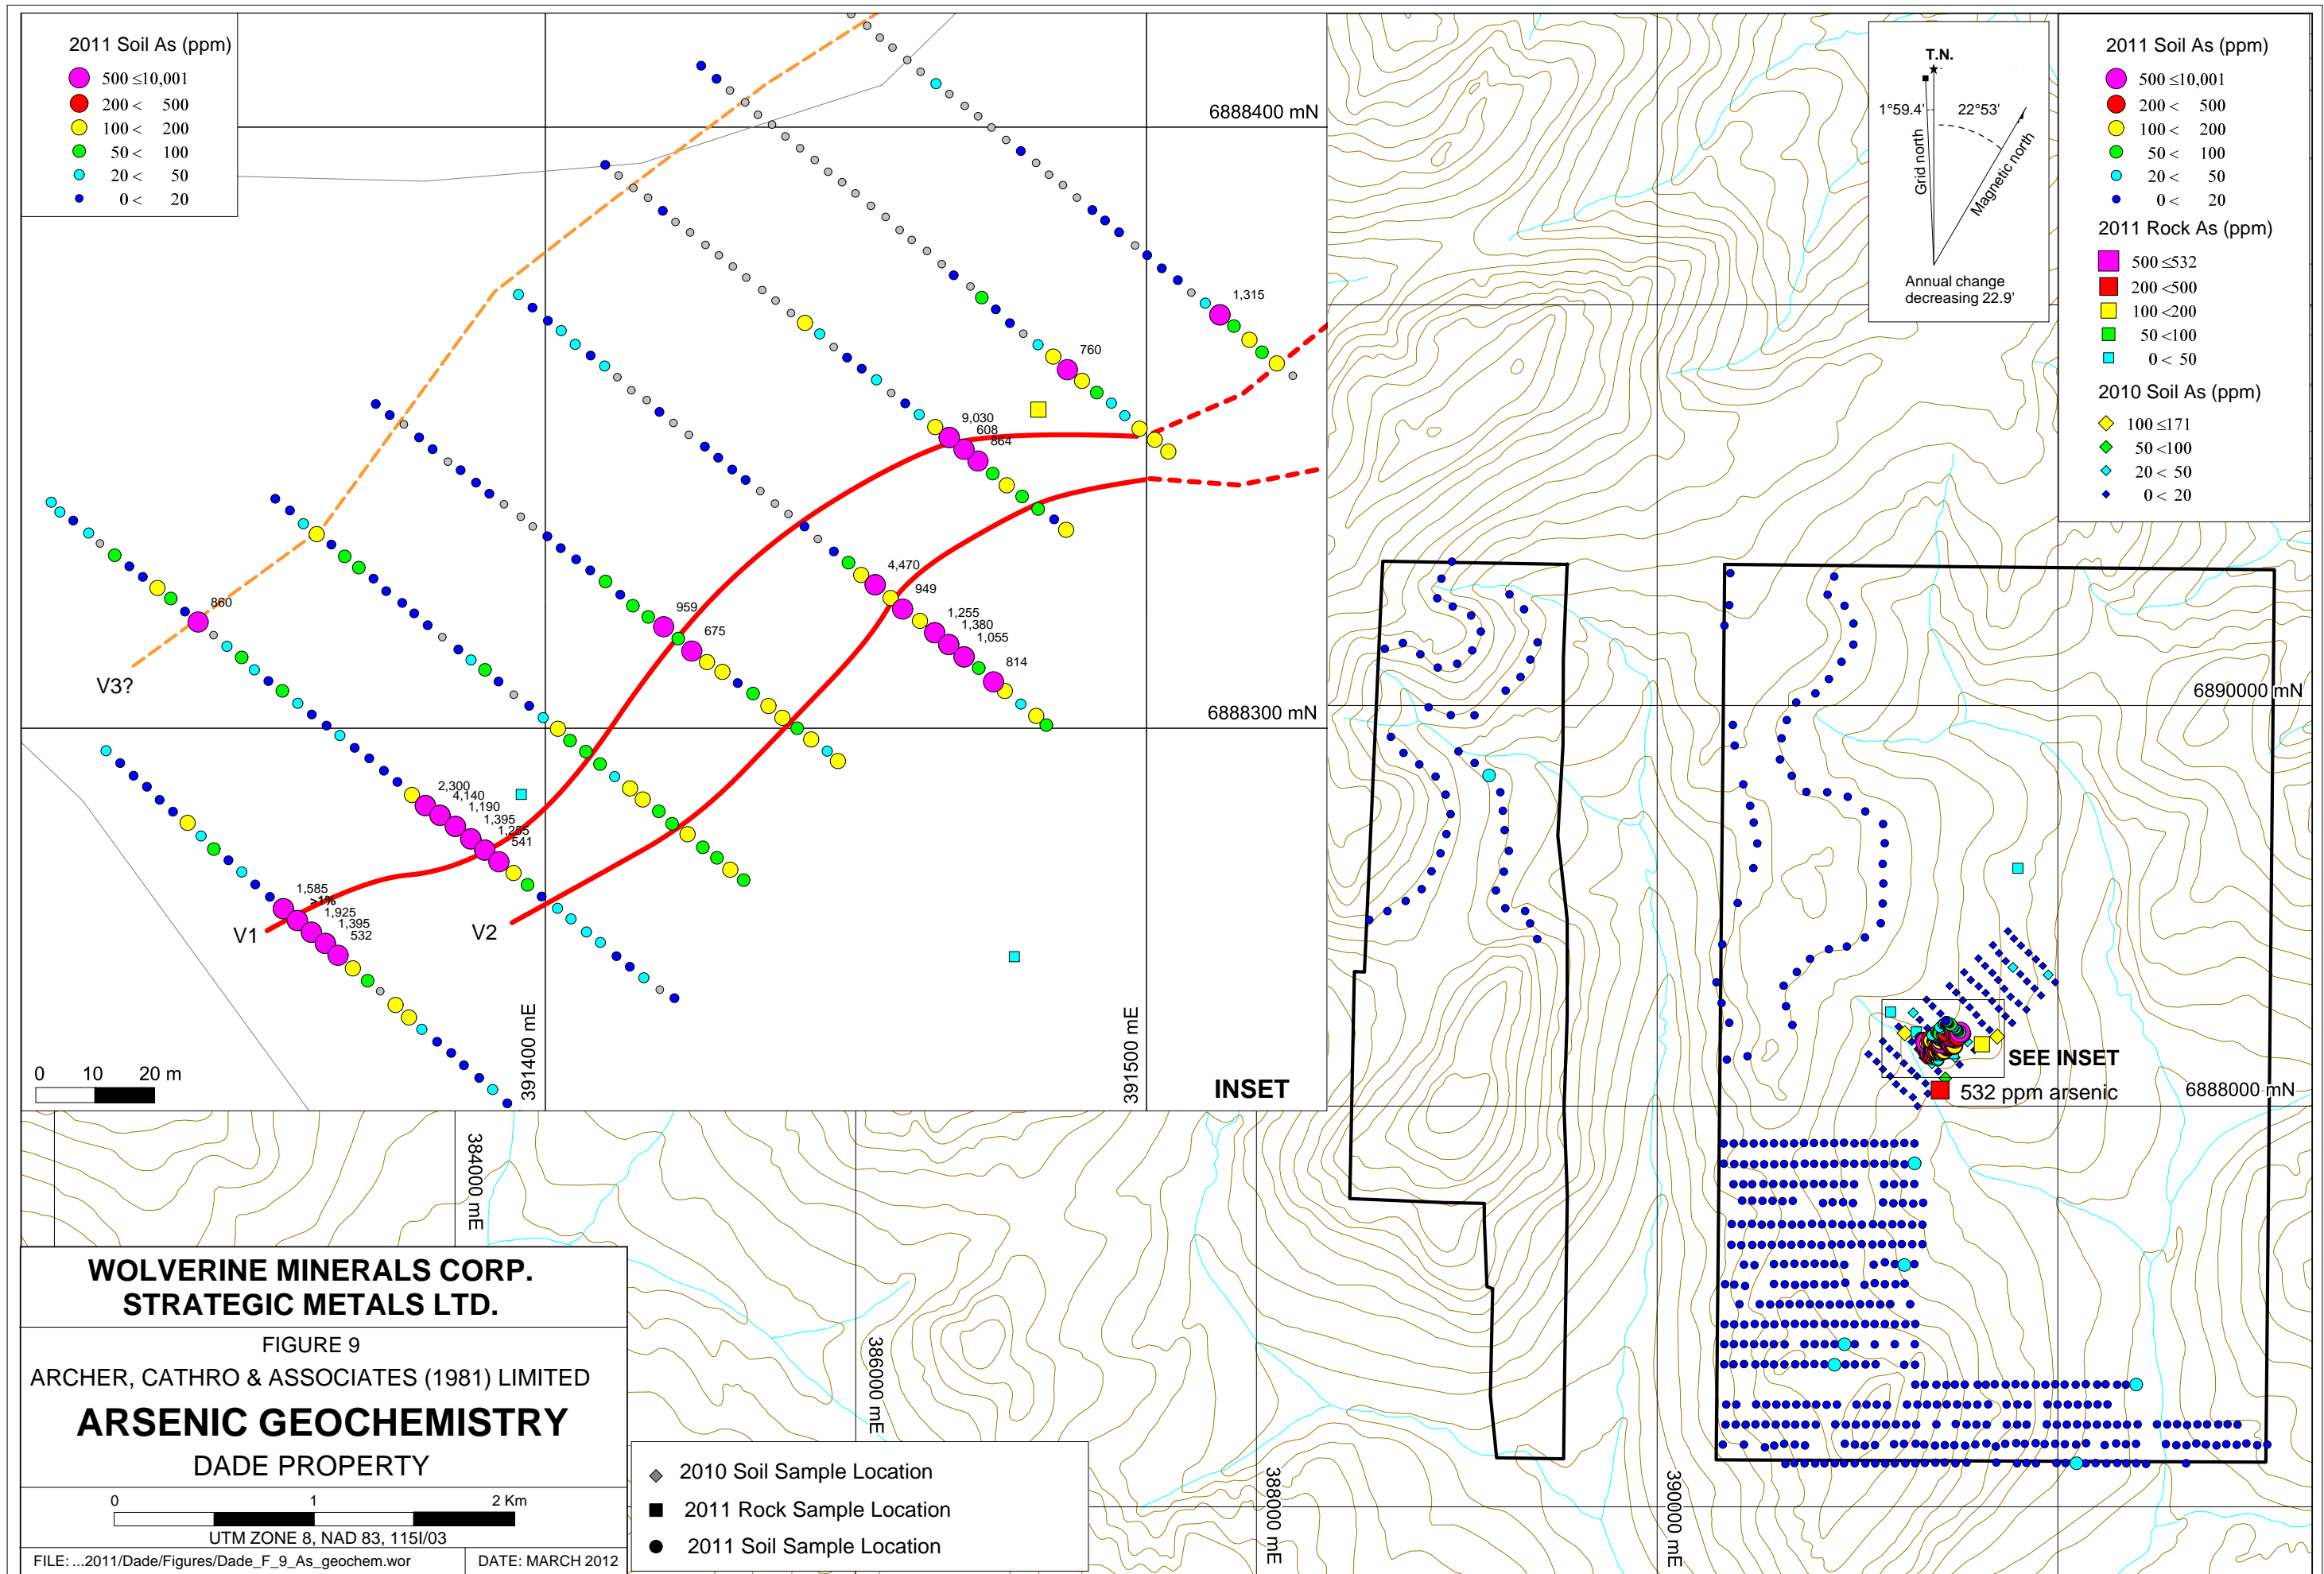 2011 Soil As (ppm)
500 ≤10,001
200 < 500
100 < 200
50 < 100
20 < 50
0 < 20
6888400 mN
1,315
760
9,030
608
864
4,470
949
1,255
1,380
1,055
814
959
675
860
V3?
6888300 mN
2,300
4,140
1,190
1,395
1,255
541
1,585
>1%
1,925
1,395
532
V1
V2
391400 mE
391500 mE
0 10 20 m
INSET
T.N.
1°59.4'
22°53'
Grid north
Magnetic north
Annual change
decreasing 22.9'
2011 Soil As (ppm)
500 ≤10,001
200 < 500
100 < 200
50 < 100
20 < 50
0 < 20
2011 Rock As (ppm)
500 ≤532
200 <500
100 <200
50 <100
0 < 50
2010 Soil As (ppm)
100 ≤171
50 <100
20 < 50
0 < 20
6890000 mN
SEE INSET
532 ppm arsenic
6888000 mN
384000 mE
386000 mE
388000 mE
390000 mE
WOLVERINE MINERALS CORP.
STRATEGIC METALS LTD.
FIGURE 9
ARCHER, CATHRO & ASSOCIATES (1981) LIMITED
ARSENIC GEOCHEMISTRY
DADE PROPERTY
0 1 2 Km
UTM ZONE 8, NAD 83, 115I/03
FILE: ...2011/Dade/Figures/Dade_F_9_As_geochem.wor
DATE: MARCH 2012
2010 Soil Sample Location
2011 Rock Sample Location
2011 Soil Sample Location